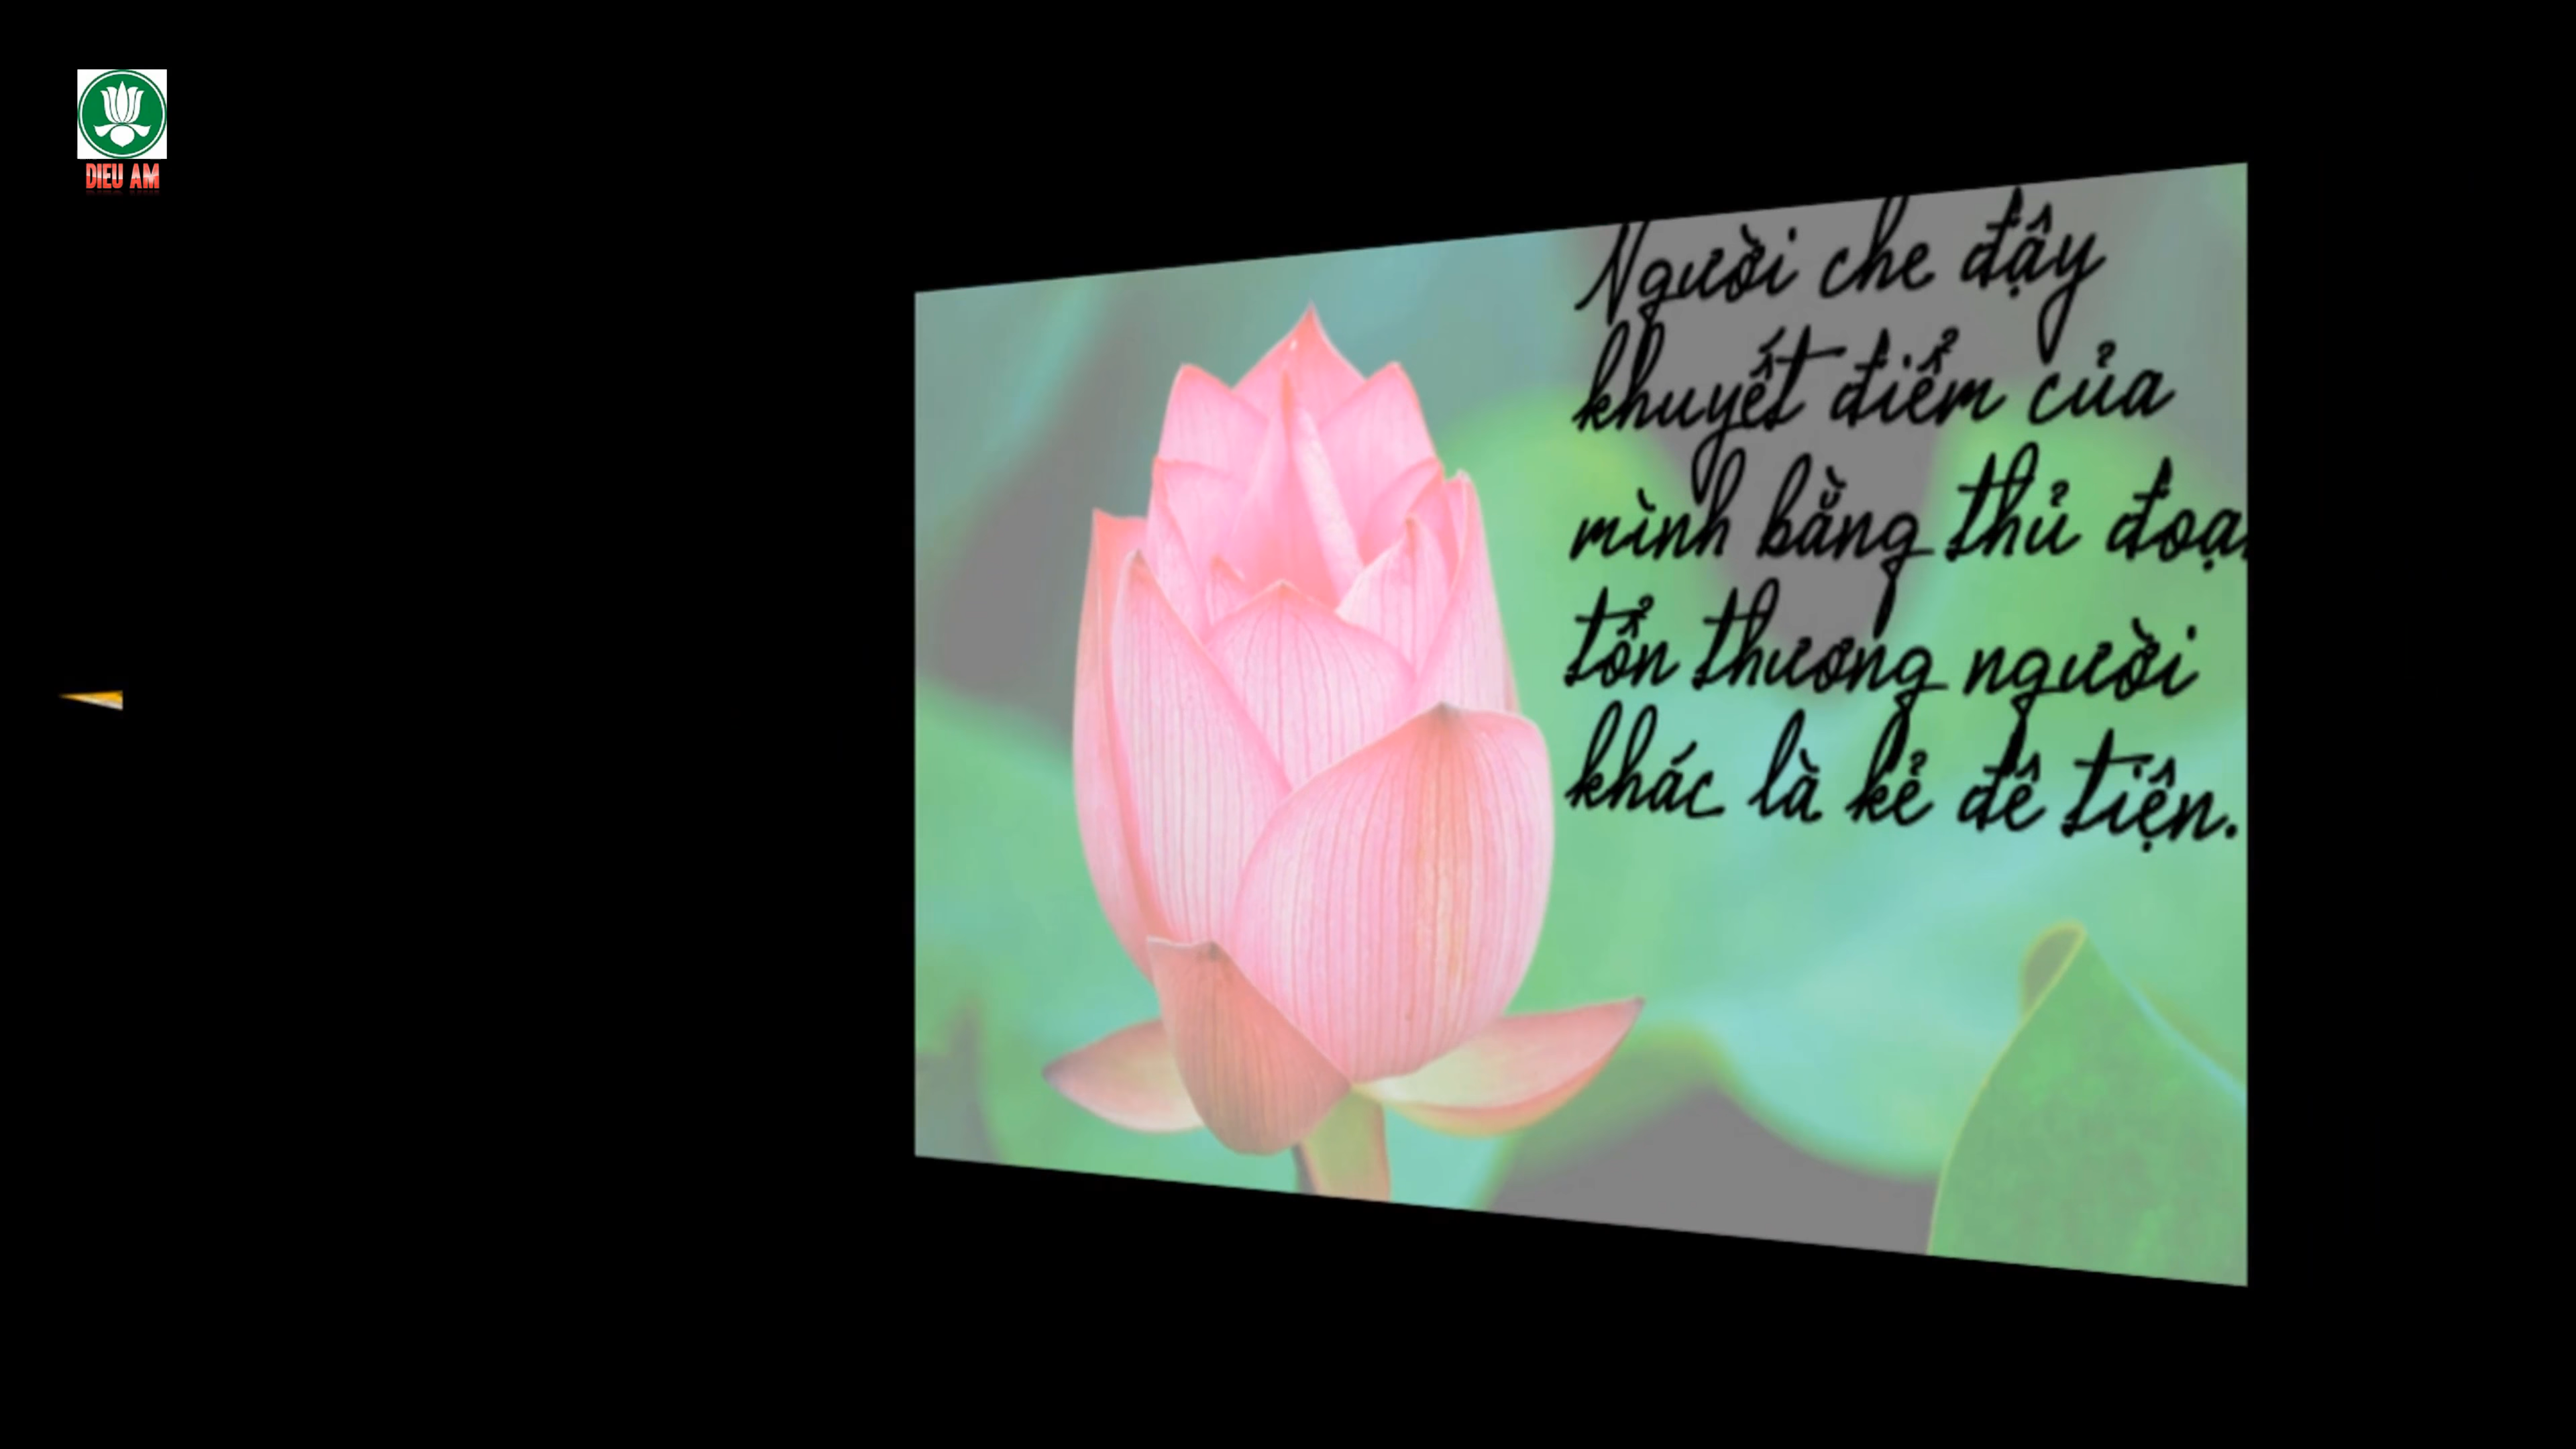 DIEU AM
Người che đậy
khuyết điểm của
mình bằng thủ đoạ
tổn thương người
khác là kẻ đê tiện.